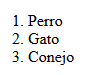 1. Perro
2. Gato
3. Conejo